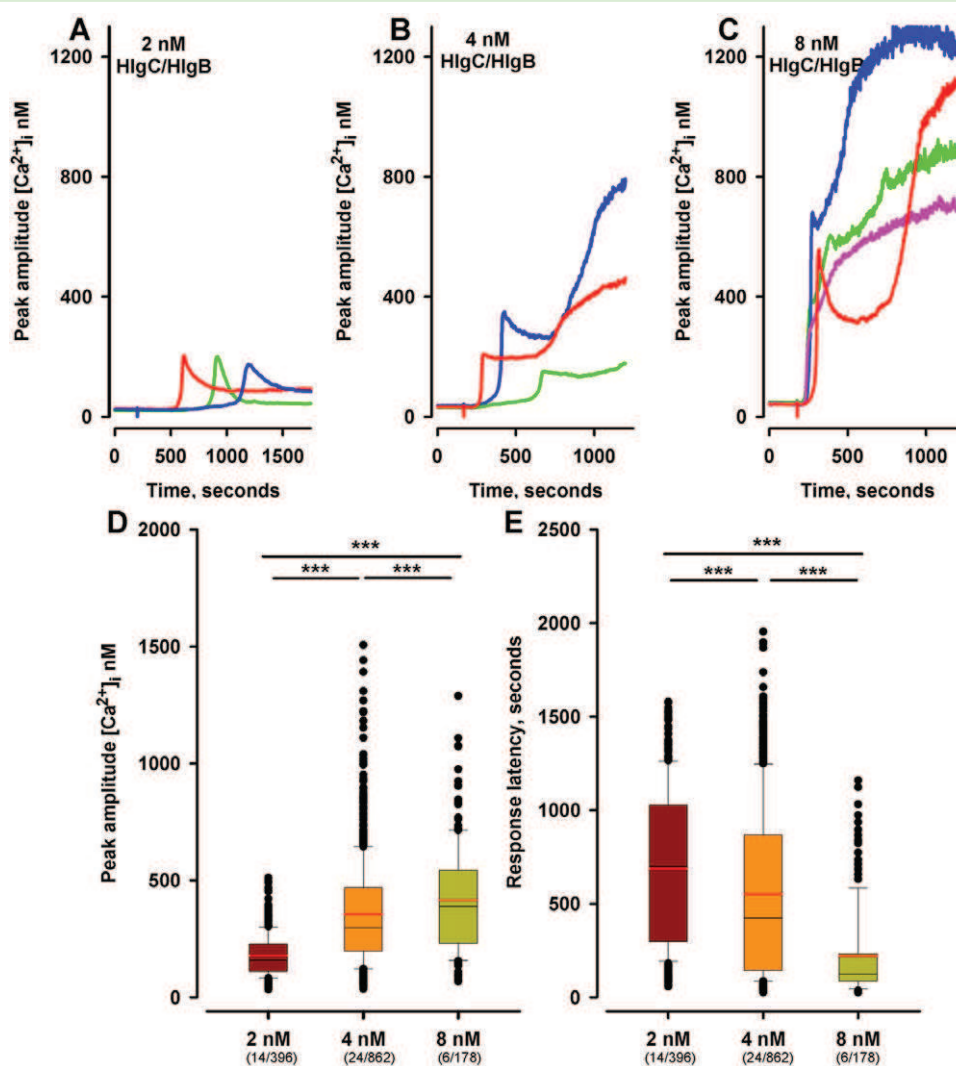 A
2 nM
HlgC/HlgB
Peak amplitude [Ca2+]i nM
1200
800
400
0
0 500 1000 1500
Time, seconds
B
4 nM
HlgC/HlgB
Peak amplitude [Ca2+]i nM
1200
800
400
0
0 500 1000
Time, seconds
C
8 nM
HlgC/HlgB
Peak amplitude [Ca2+]i nM
1200
800
400
0
0 500 1000
Time, seconds
D
Peak amplitude [Ca2+]i nM
2000
1500
1000
500
0
***
*** ***
2 nM 4 nM 8 nM
(14/396) (24/862) (6/178)
E
Response latency, seconds
2500
2000
1500
1000
500
0
***
*** ***
2 nM 4 nM 8 nM
(14/396) (24/862) (6/178)